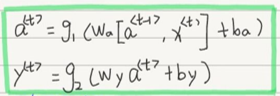 a^{<t>} = g₁(Wa[a^{<t-1>}, x^{<t>}] + ba)
y^{<t>} = g₂(Wy a^{<t>} + by)